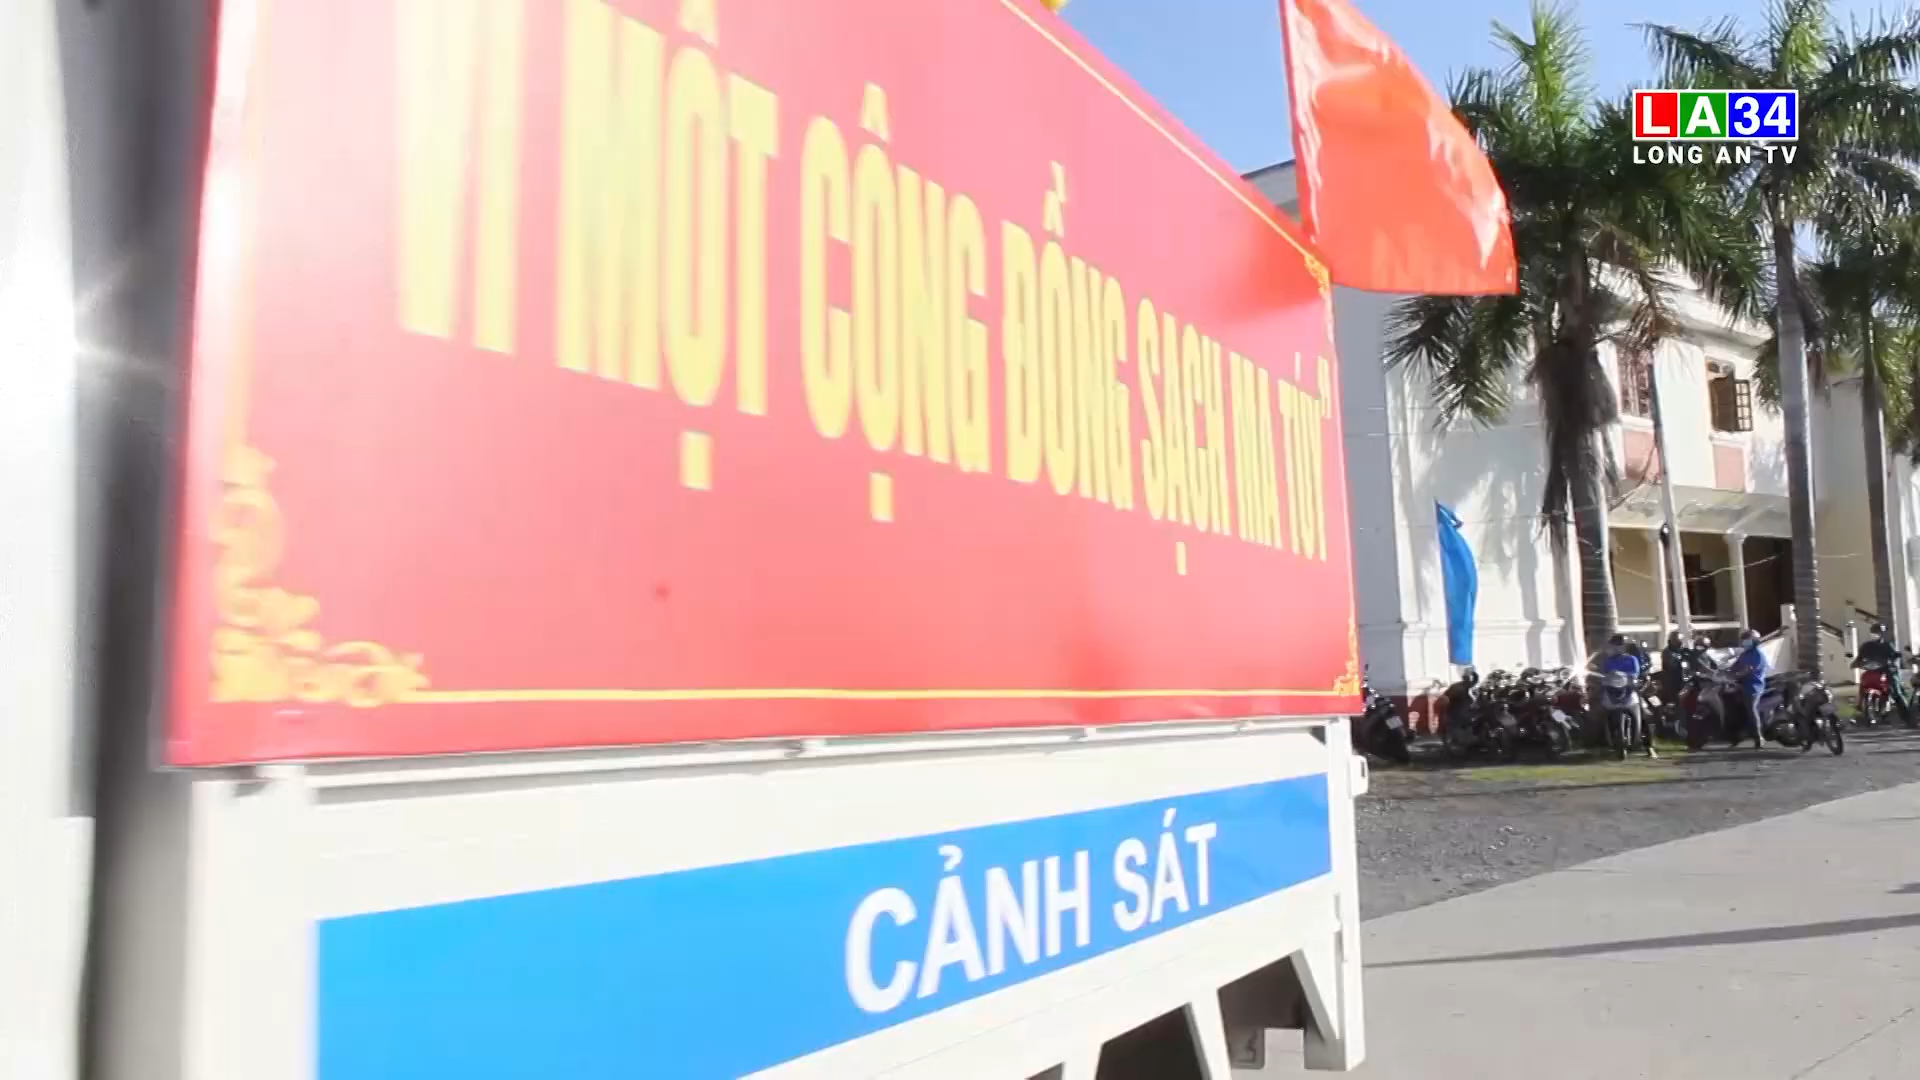 VÌ MỘT CỘNG ĐỒNG SẠCH MA TÚY"
CẢNH SÁT
LA34
LONG AN TV